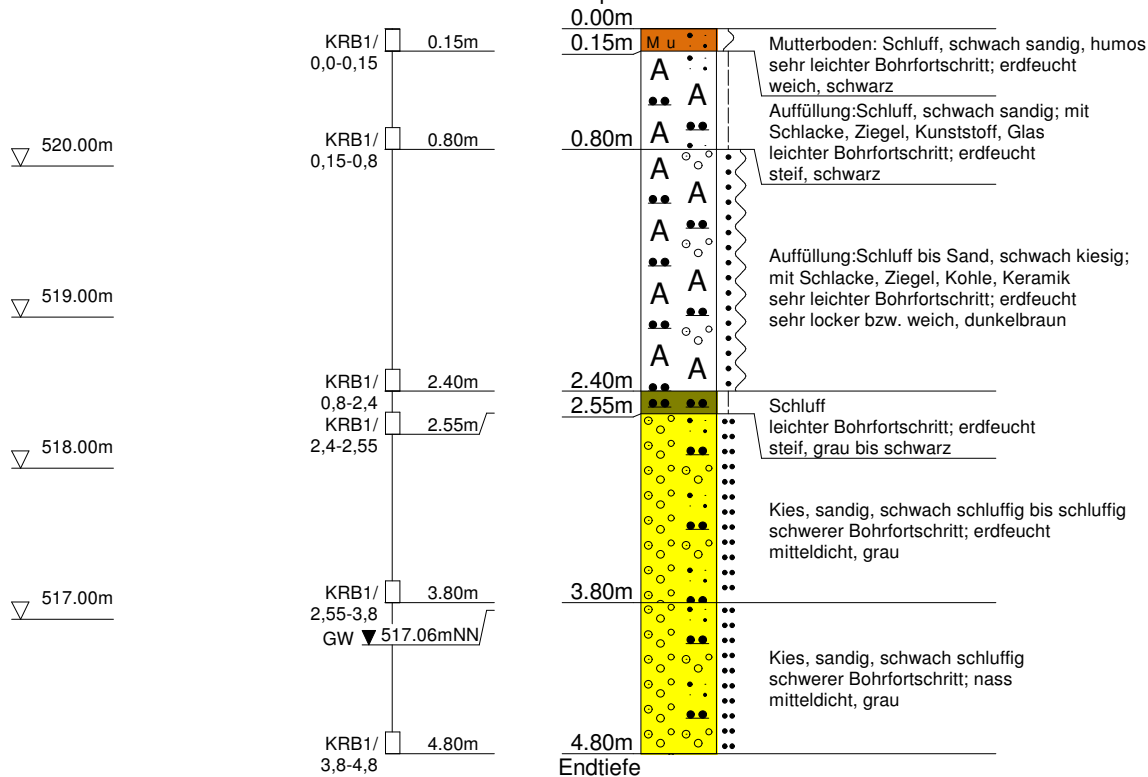 0.00m
KRB1/
0,0-0,15
0.15m
0.15m
Mu
Mutterboden: Schluff, schwach sandig, humos
sehr leichter Bohrfortschritt; erdfeucht
weich, schwarz
A
A
A
520.00m
KRB1/
0,15-0,8
0.80m
0.80m
Auffüllung:Schluff, schwach sandig; mit
Schlacke, Ziegel, Kunststoff, Glas
leichter Bohrfortschritt; erdfeucht
steif, schwarz
A
A
A
A
A
A
A
519.00m
Auffüllung:Schluff bis Sand, schwach kiesig;
mit Schlacke, Ziegel, Kohle, Keramik
sehr leichter Bohrfortschritt; erdfeucht
sehr locker bzw. weich, dunkelbraun
KRB1/
0,8-2,4
2.40m
2.40m
KRB1/
2,4-2,55
2.55m
2.55m
Schluff
leichter Bohrfortschritt; erdfeucht
steif, grau bis schwarz
518.00m
Kies, sandig, schwach schluffig bis schluffig
schwerer Bohrfortschritt; erdfeucht
mitteldicht, grau
517.00m
KRB1/
2,55-3,8
3.80m
3.80m
GW 517.06mNN
Kies, sandig, schwach schluffig
schwerer Bohrfortschritt; nass
mitteldicht, grau
KRB1/
3,8-4,8
4.80m
4.80m
Endtiefe